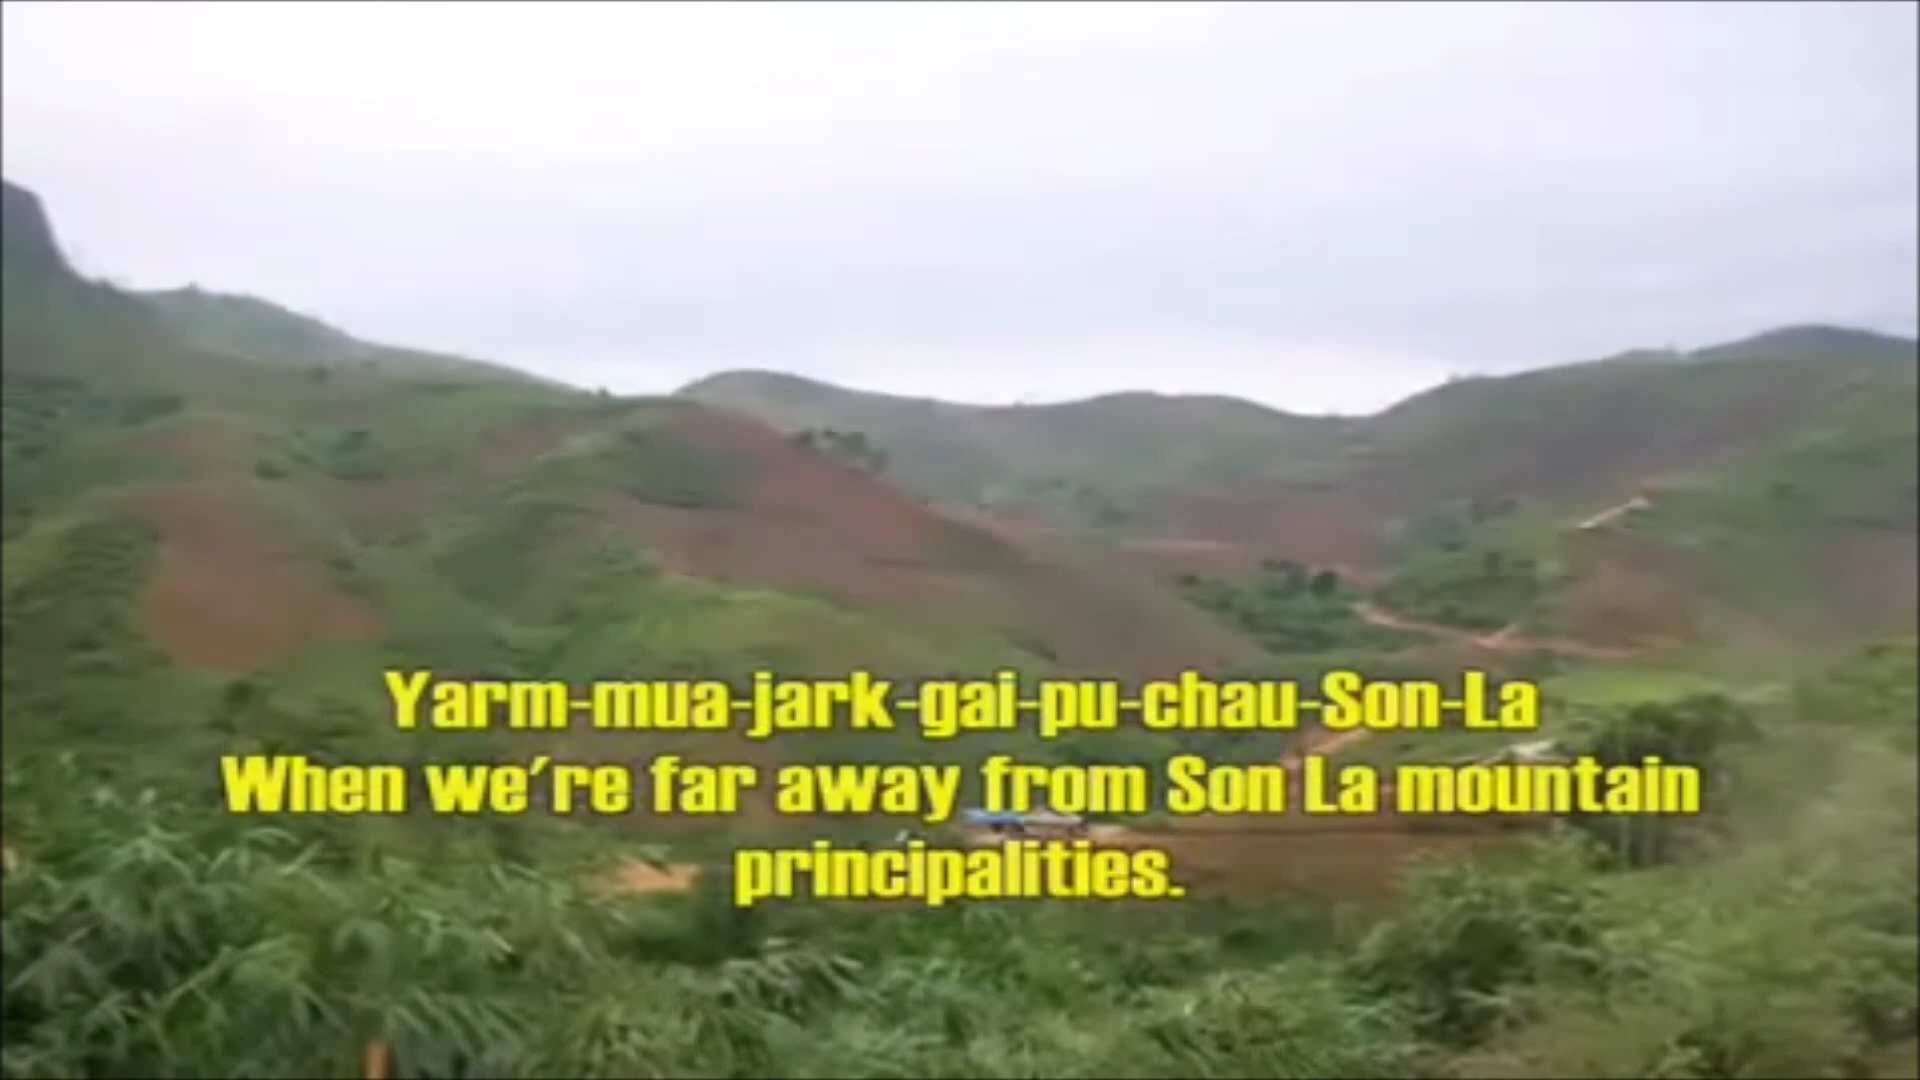 Yarm-mua-jark-gai-pu-chau-Son-La
When we're far away from Son La mountain
principalities.